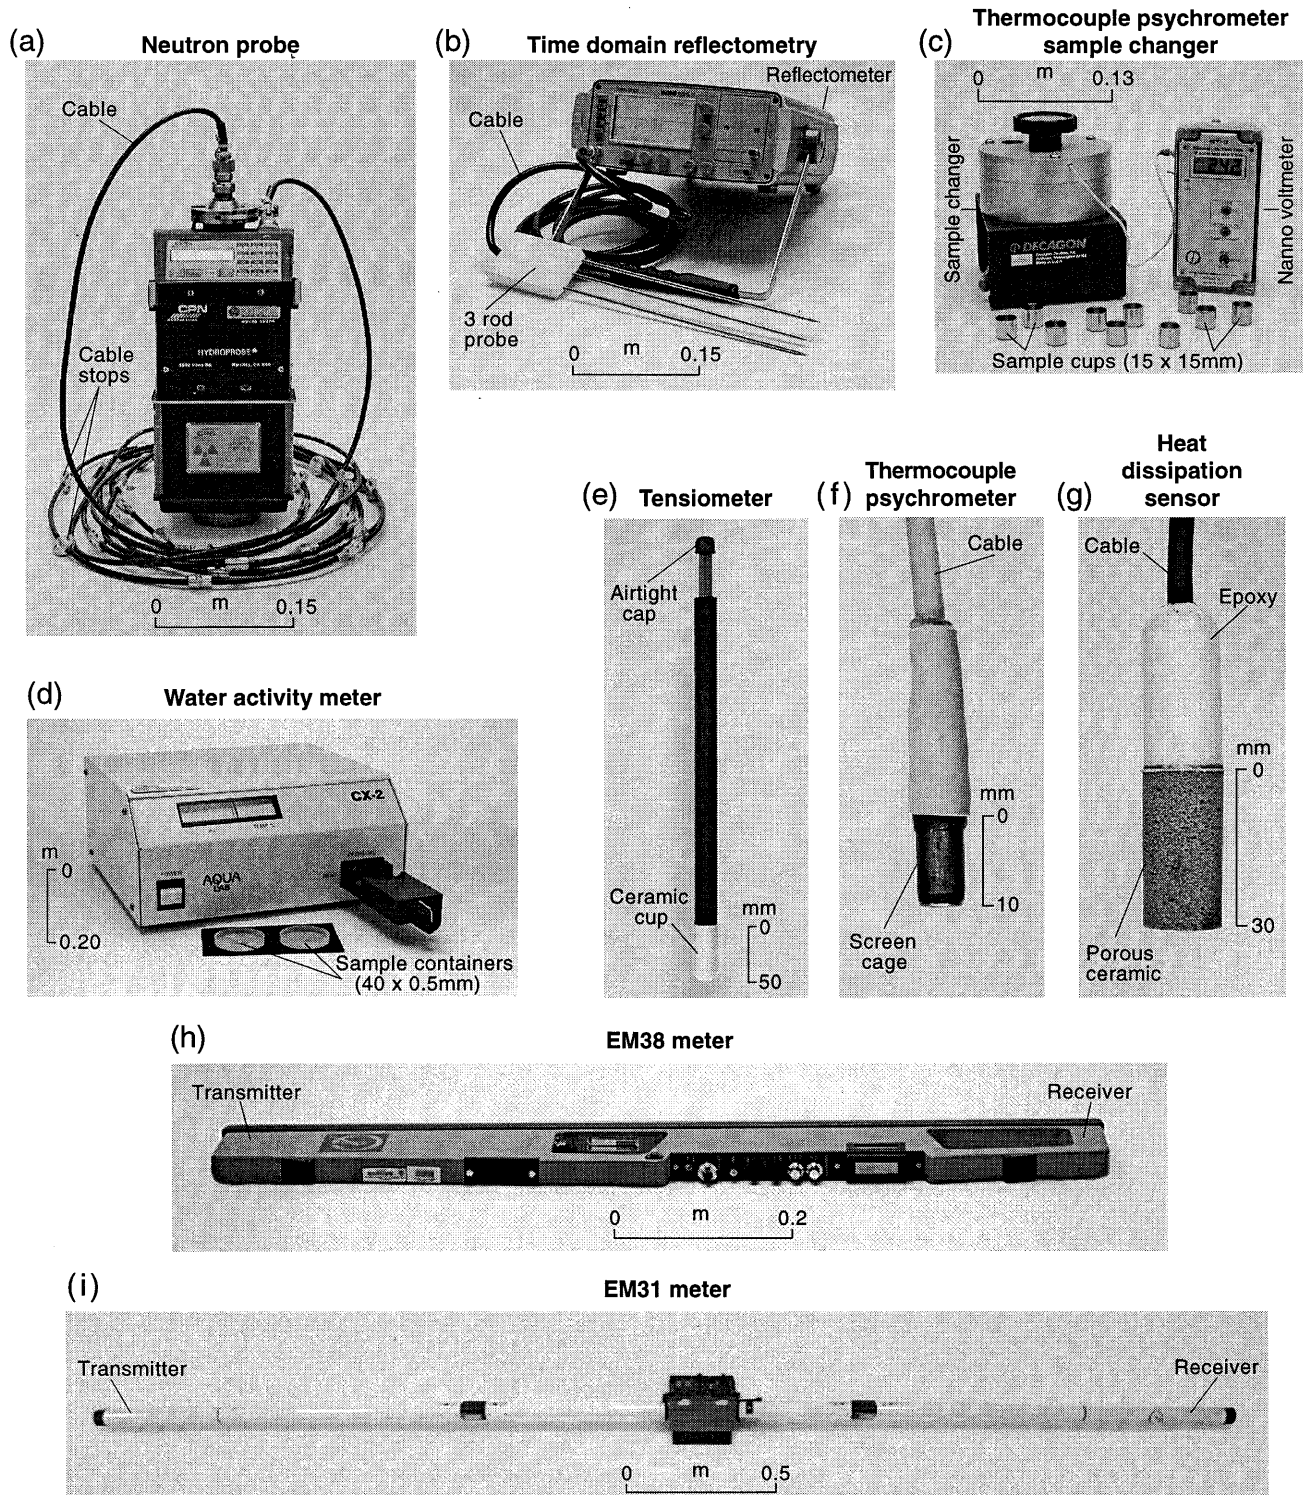 (a) Neutron probe
Cable
CPN
HYDROPROBE®
Cable
stops
0 m 0.15
(b) Time domain reflectometry
Reflectometer
Cable
3 rod
probe
0 m 0.15
Thermocouple psychrometer
(c) sample changer
0 m 0.13
Sample changer
DECAGON
Nano voltmeter
Sample cups (15 x 15mm)
(d) Water activity meter
CX-2
m
0
0.20
POWER
AQUA
LAB
Sample containers
(40 x 0.5mm)
(e) Tensiometer
Airtight
cap
Ceramic
cup
mm
0
50
Thermocouple
(f) psychrometer
Cable
mm
0
10
Screen
cage
Heat
dissipation
(g) sensor
Cable
Epoxy
mm
0
30
Porous
ceramic
(h) EM38 meter
Transmitter
Receiver
0 m 0.2
(i) EM31 meter
Transmitter
Receiver
0 m 0.5